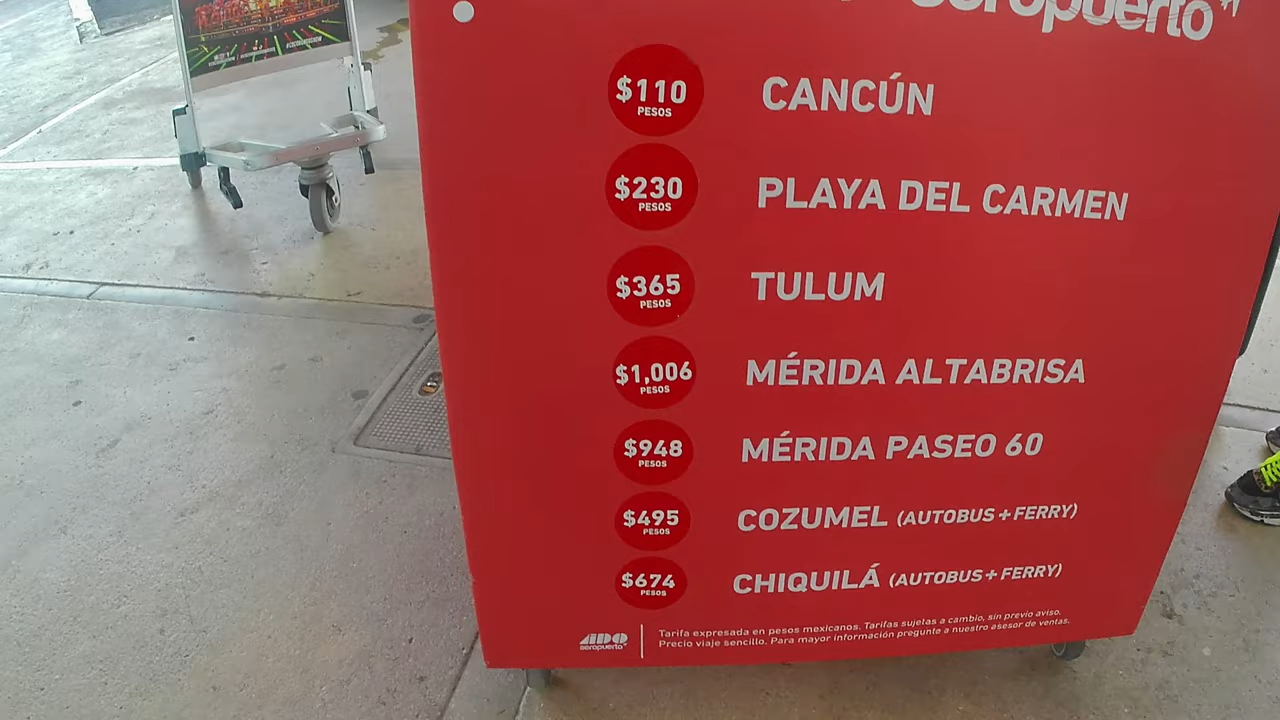 aeropuerto
$110 PESOS CANCÚN
$230 PESOS PLAYA DEL CARMEN
$365 PESOS TULUM
$1,006 PESOS MÉRIDA ALTABRISA
$948 PESOS MÉRIDA PASEO 60
$495 PESOS COZUMEL (AUTOBUS + FERRY)
$674 PESOS CHIQUILÁ (AUTOBUS + FERRY)
ADO aeropuerto
Tarifa expresada en pesos mexicanos. Tarifas sujetas a cambio, sin previo aviso.
Precio viaje sencillo. Para mayor información pregunte a nuestro asesor de ventas.